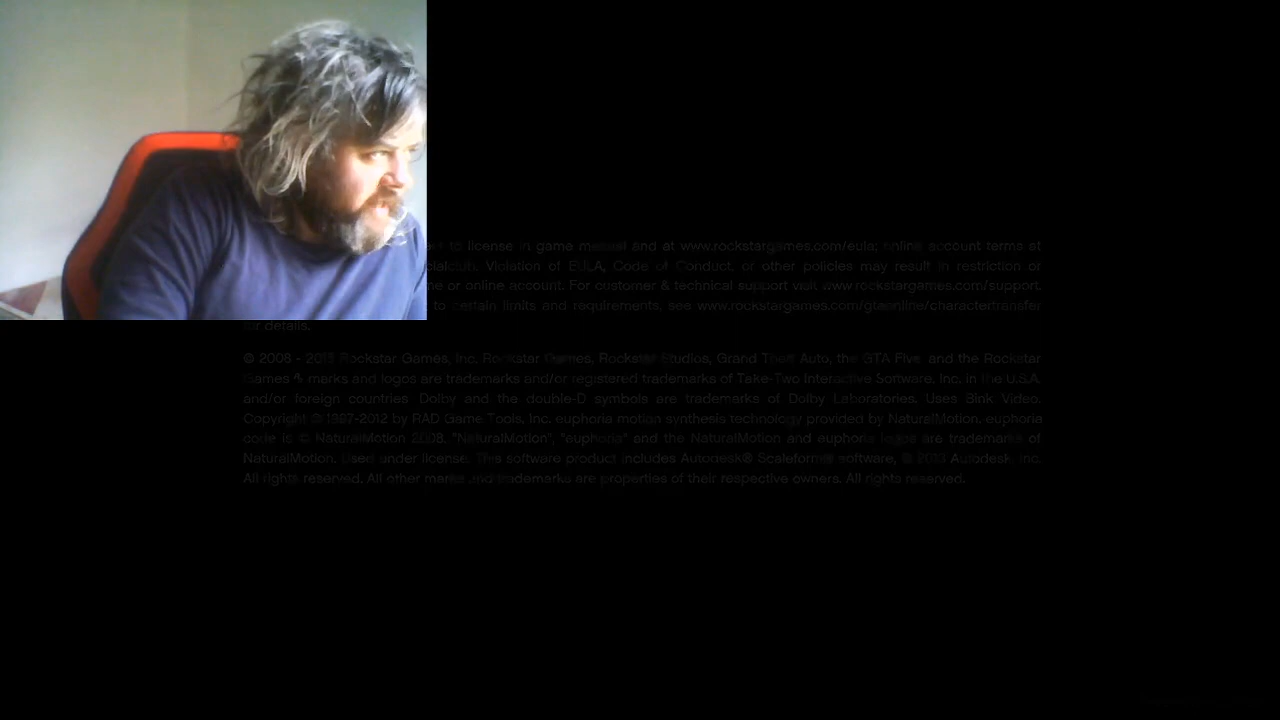 to license in game manual and at www.rockstargames.com/eula; online account terms at
Violation of EULA, Code of Conduct, or other policies may result in restriction or
or online account. For customer & technical support visit www.rockstargames.com/support.
to certain limits and requirements, see www.rockstargames.com/gtaonline/charactertransfer
for details.
© 2008 - 2015 Rockstar Games, Inc. Rockstar Games, Rockstar Studios, Grand Theft Auto, the GTA Five, and the Rockstar
Games marks and logos are trademarks and/or registered trademarks of Take-Two Interactive Software, Inc. in the U.S.A.
and/or foreign countries. Dolby and the double-D symbols are trademarks of Dolby Laboratories. Uses Bink Video.
Copyright © 1997-2012 by RAD Game Tools, Inc. euphoria motion synthesis technology provided by NaturalMotion. euphoria
code is © NaturalMotion 2008. "NaturalMotion", "euphoria" and the NaturalMotion and euphoria logos are trademarks of
NaturalMotion. Used under license. This software product includes Autodesk® Scaleform® software, © 2013 Autodesk, Inc.
All rights reserved. All other marks and trademarks are properties of their respective owners. All rights reserved.